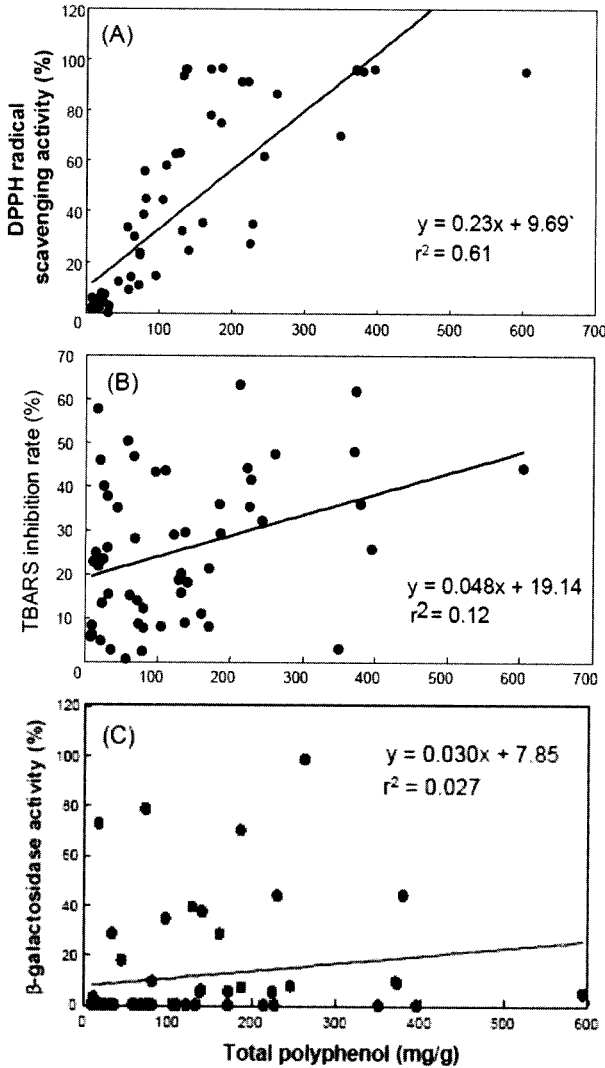 (A)
DPPH radical
scavenging activity (%)
120
100
80
60
40
20
0
y = 0.23x + 9.69`
r² = 0.61
100 200 300 400 500 600 700
(B)
TBARS inhibition rate (%)
70
60
50
40
30
20
10
0
y = 0.048x + 19.14
r² = 0.12
100 200 300 400 500 600 700
(C)
β-galactosidase activity (%)
120
100
80
60
40
20
0
y = 0.030x + 7.85
r² = 0.027
0 100 200 300 400 500 600
Total polyphenol (mg/g)